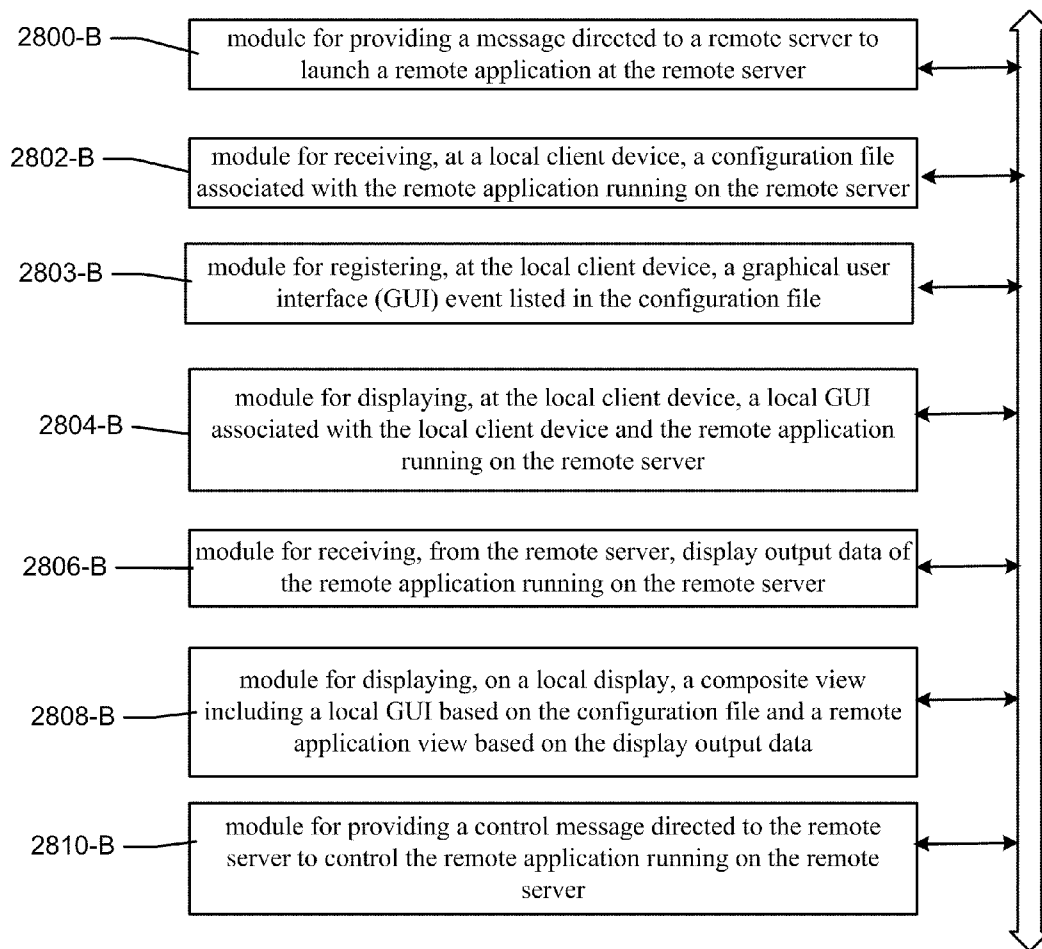 2800-B
module for providing a message directed to a remote server to
launch a remote application at the remote server
2802-B
module for receiving, at a local client device, a configuration file
associated with the remote application running on the remote server
2803-B
module for registering, at the local client device, a graphical user
interface (GUI) event listed in the configuration file
2804-B
module for displaying, at the local client device, a local GUI
associated with the local client device and the remote application
running on the remote server
2806-B
module for receiving, from the remote server, display output data of
the remote application running on the remote server
2808-B
module for displaying, on a local display, a composite view
including a local GUI based on the configuration file and a remote
application view based on the display output data
2810-B
module for providing a control message directed to the remote
server to control the remote application running on the remote
server